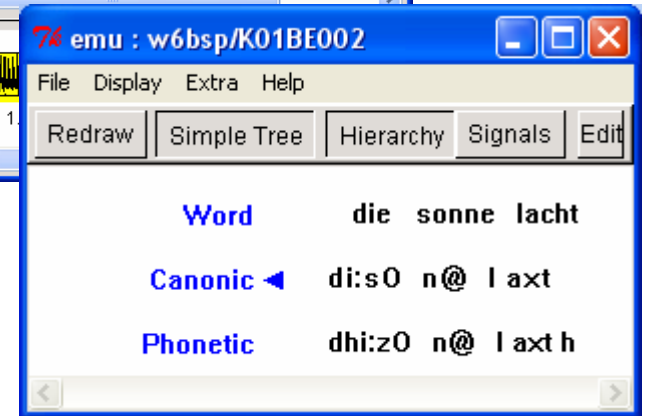 emu : w6bsp/K01BE002
File Display Extra Help
1.
Redraw Simple Tree Hierarchy Signals Edit
Word die sonne lacht
Canonic di:sO n@ l axt
Phonetic dhi:zO n@ l axt h